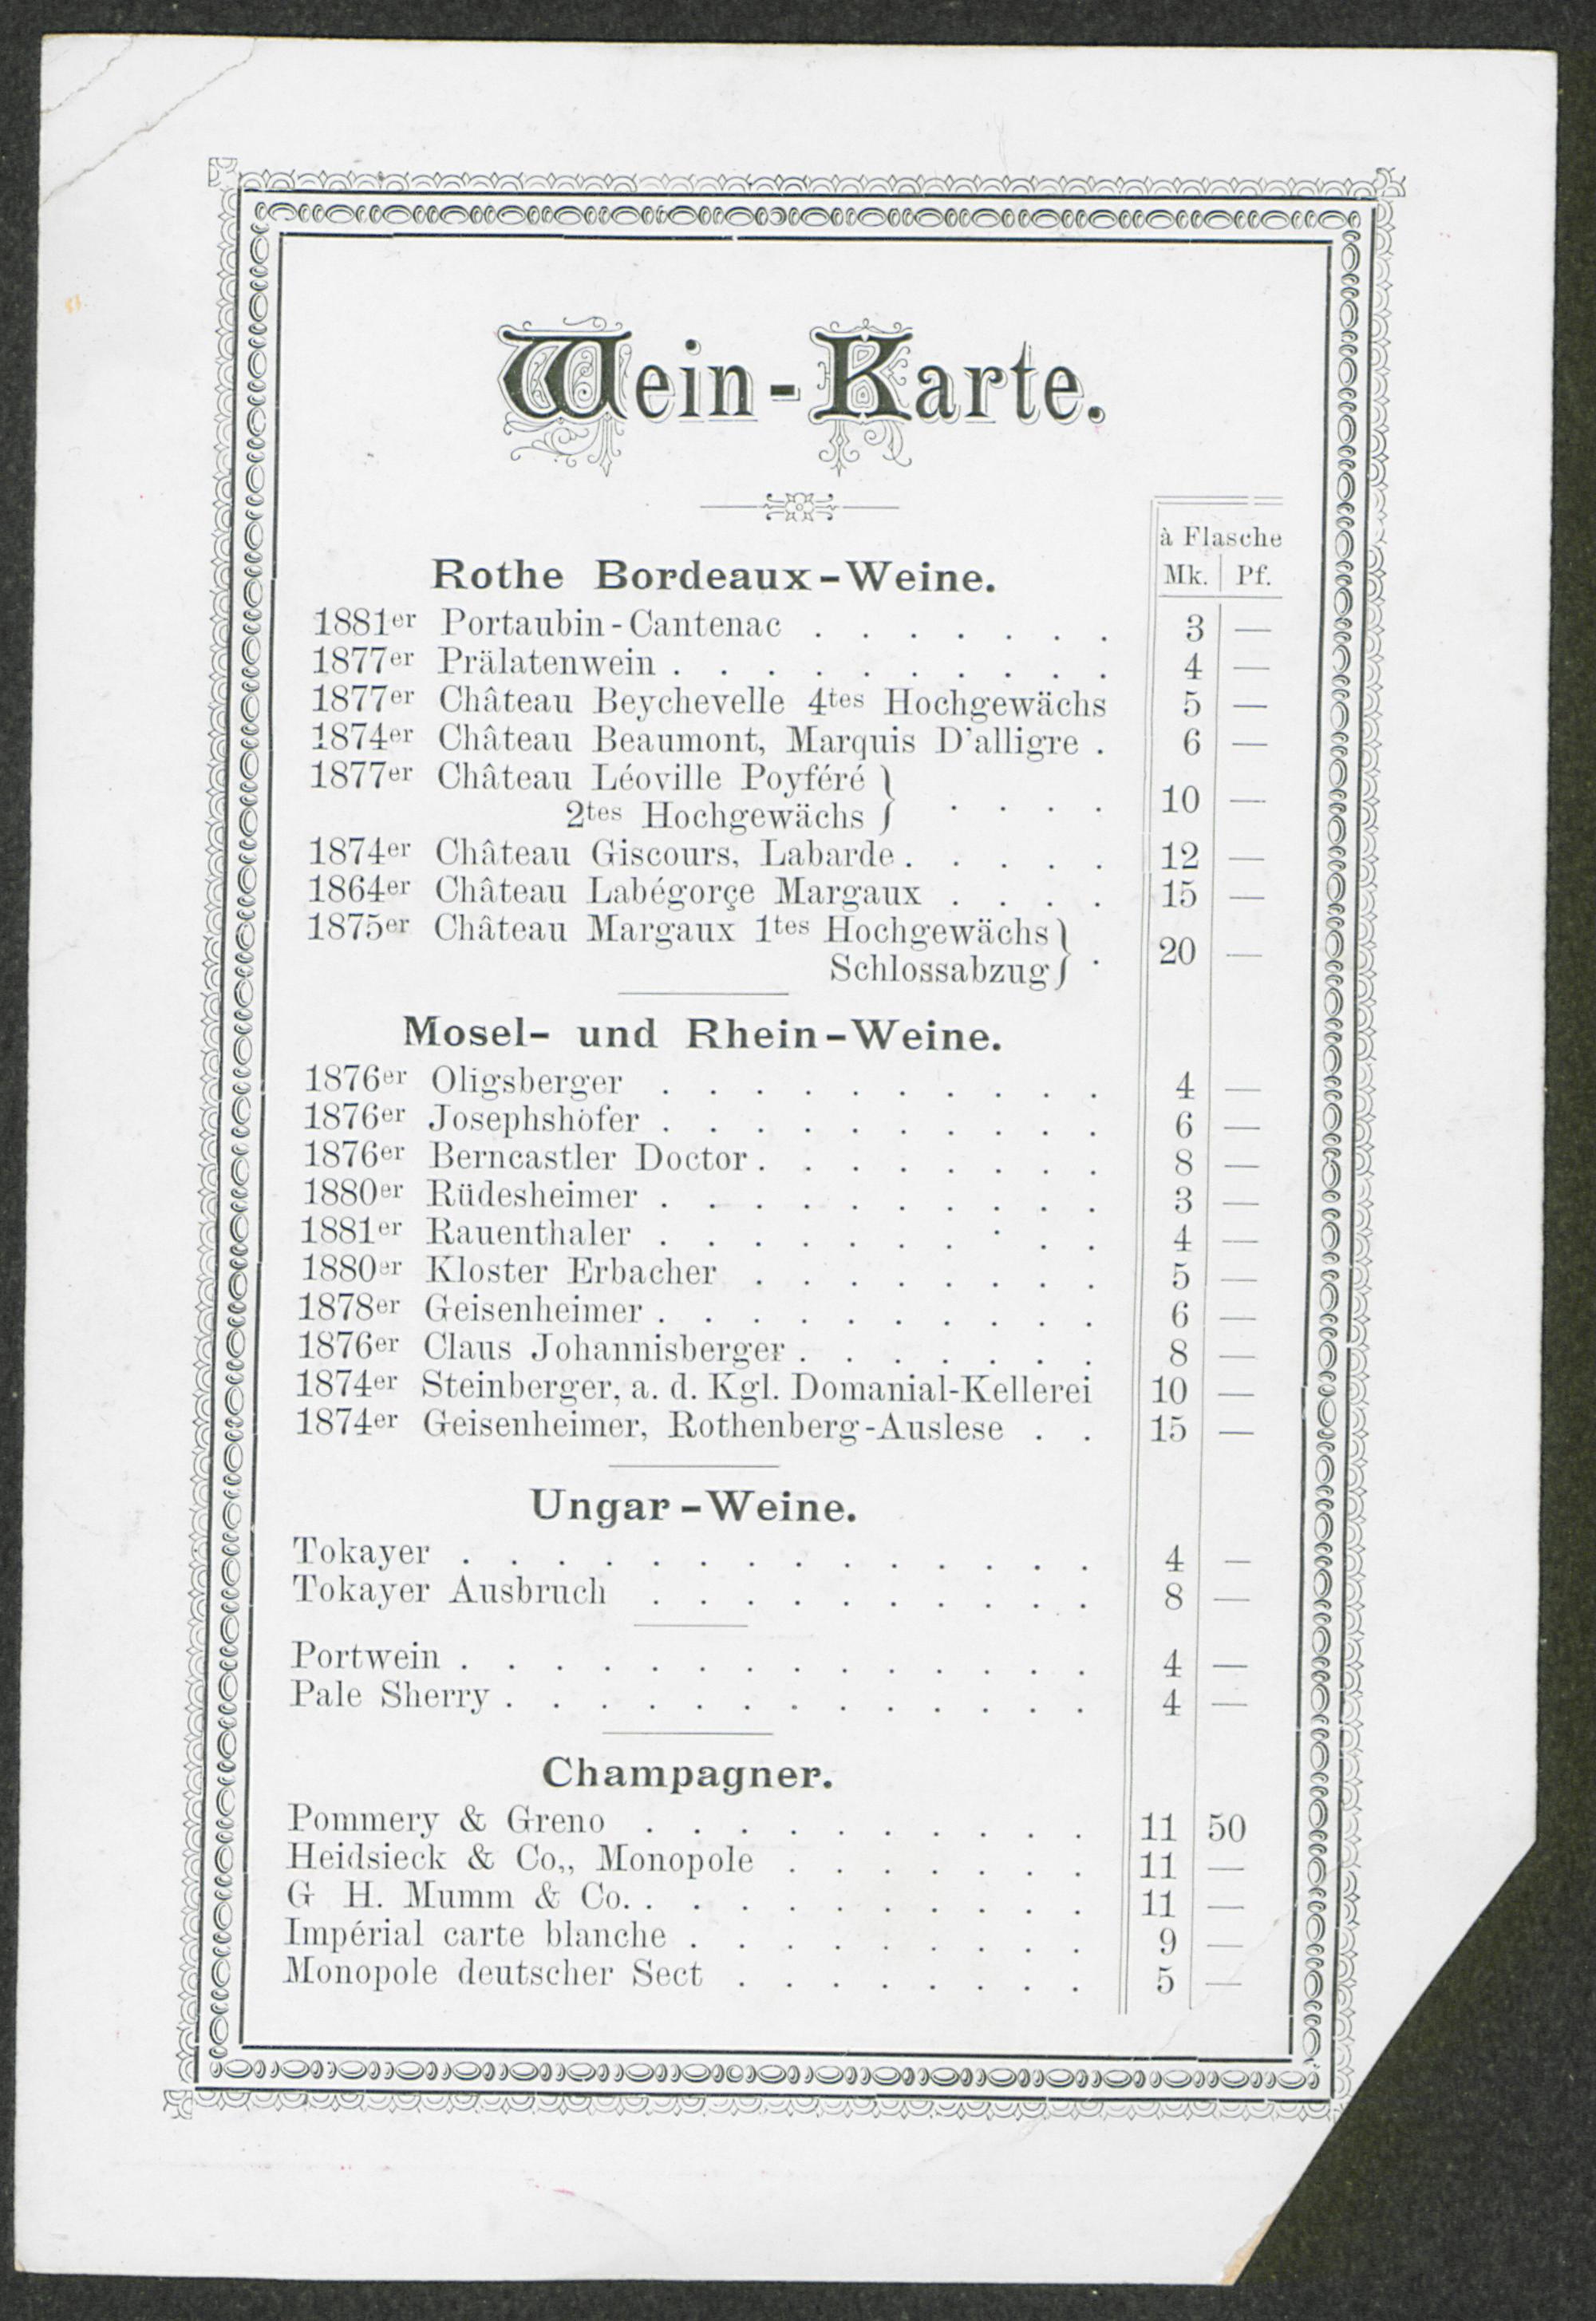 Wein-Karte.
à Flasche
Mk. Pf.
Rothe Bordeaux-Weine.
1881er Portaubin-Cantenac . . . . . . . 3 —
1877er Prälatenwein . . . . . . . . . . 4 —
1877er Château Beychevelle 4tes Hochgewächs 5 —
1874er Château Beaumont, Marquis D'alligre . 6 —
1877er Château Léoville Poyféré
2tes Hochgewächs } . . . . 10 —
1874er Château Giscours, Labarde . . . . . 12 —
1864er Château Labégorçe Margaux . . . . 15 —
1875er Château Margaux 1tes Hochgewächs
Schlossabzug } . 20 —
Mosel- und Rhein-Weine.
1876er Oligsberger . . . . . . . . . . 4 —
1876er Josephshöfer . . . . . . . . . . 6 —
1876er Berncastler Doctor . . . . . . . . 8 —
1880er Rüdesheimer . . . . . . . . . . 3 —
1881er Rauenthaler . . . . . . . . . . 4 —
1880er Kloster Erbacher . . . . . . . . 5 —
1878er Geisenheimer . . . . . . . . . . 6 —
1876er Claus Johannisberger . . . . . . . 8 —
1874er Steinberger, a. d. Kgl. Domanial-Kellerei 10 —
1874er Geisenheimer, Rothenberg-Auslese . . 15 —
Ungar-Weine.
Tokayer . . . . . . . . . . . . . . 4 —
Tokayer Ausbruch . . . . . . . . . . 8 —
Portwein . . . . . . . . . . . . . . 4 —
Pale Sherry . . . . . . . . . . . . . 4 —
Champagner.
Pommery & Greno . . . . . . . . . . 11 50
Heidsieck & Co,, Monopole . . . . . . . 11 —
G H. Mumm & Co. . . . . . . . . . . 11 —
Impérial carte blanche . . . . . . . . . 9 —
Monopole deutscher Sect . . . . . . . . 5 —